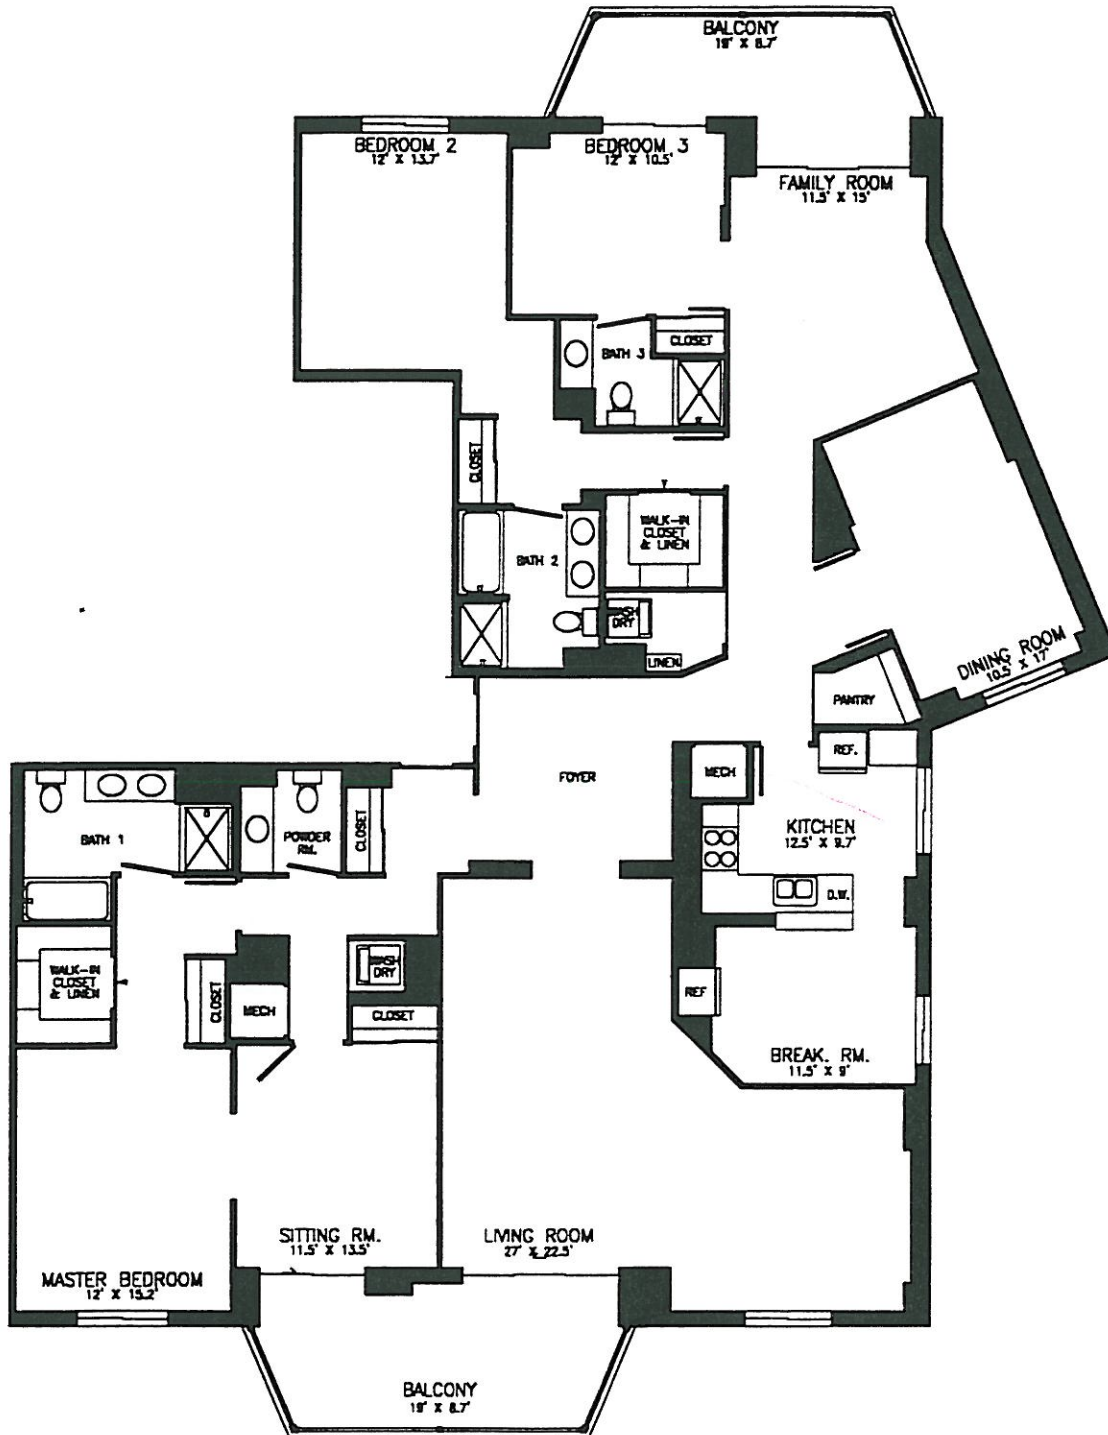 BALCONY
19' X 8.7'
BEDROOM 2
12' X 13.7'
BEDROOM 3
12' X 10.5'
FAMILY ROOM
11.5' X 15'
CLOSET
BATH 3
CLOSET
WALK-IN
CLOSET
& LINEN
BATH 2
WASH
DRY
LINEN
DINING ROOM
10.5' X 17'
PANTRY
REF.
MECH
FOYER
BATH 1
POWDER
RM.
CLOSET
KITCHEN
12.5' X 9.7'
D.W.
WALK-IN
CLOSET
& LINEN
CLOSET
MECH
WASH
DRY
CLOSET
REF
BREAK. RM.
11.5' X 9'
SITTING RM.
11.5' X 13.5'
LIVING ROOM
27' X 22.5'
MASTER BEDROOM
12' X 15.2'
BALCONY
19' X 8.7'